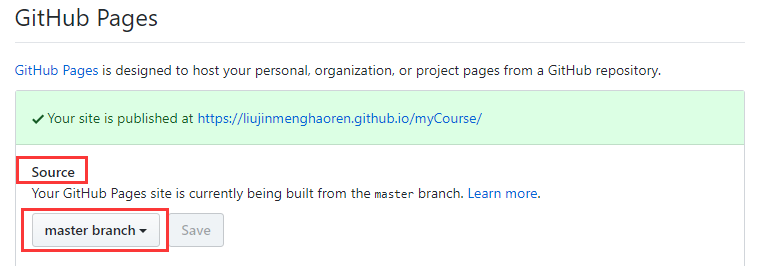 GitHub Pages
GitHub Pages is designed to host your personal, organization, or project pages from a GitHub repository.
Your site is published at https://liujinmenghaoren.github.io/myCourse/
Source
Your GitHub Pages site is currently being built from the master branch. Learn more.
master branch Save